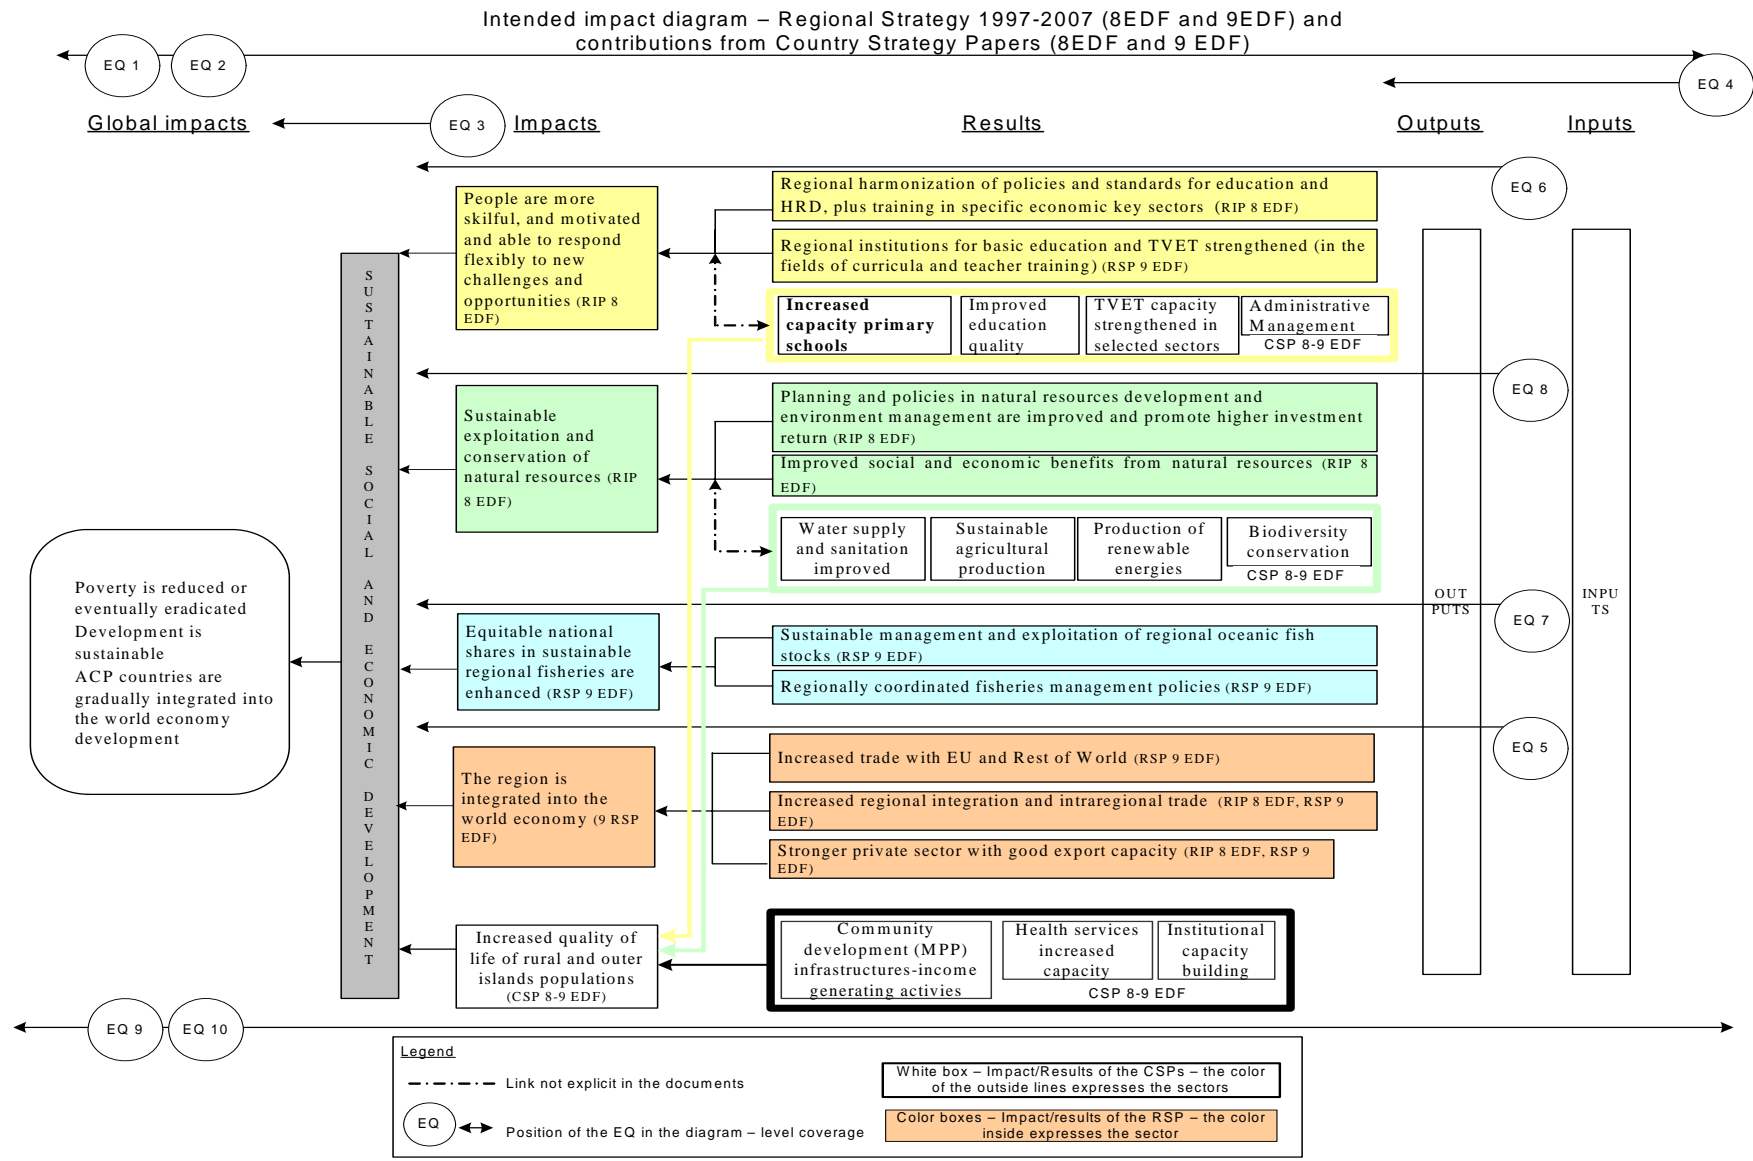 Intended impact diagram – Regional Strategy 1997-2007 (8EDF and 9EDF) and
contributions from Country Strategy Papers (8EDF and 9 EDF)
EQ 1
EQ 2
EQ 4
Global impacts
EQ 3
Impacts
Results
Outputs
Inputs
EQ 6
People are more
skilful, and motivated
and able to respond
flexibly to new
challenges and
opportunities (RIP 8
EDF)
Regional harmonization of policies and standards for education and
HRD, plus training in specific economic key sectors (RIP 8 EDF)
Regional institutions for basic education and TVET strengthened (in the
fields of curricula and teacher training) (RSP 9 EDF)
Increased
capacity primary
schools
Improved
education
quality
TVET capacity
strengthened in
selected sectors
Administrative
Management
CSP 8-9 EDF
EQ 8
Sustainable
exploitation and
conservation of
natural resources (RIP
8 EDF)
Planning and policies in natural resources development and
environment management are improved and promote higher investment
return (RIP 8 EDF)
Improved social and economic benefits from natural resources (RIP 8
EDF)
Water supply
and sanitation
improved
Sustainable
agricultural
production
Production of
renewable
energies
Biodiversity
conservation
CSP 8-9 EDF
SUSTAINABLE SOCIAL AND ECONOMIC DEVELOPMENT
Poverty is reduced or
eventually eradicated
Development is
sustainable
ACP countries are
gradually integrated into
the world economy
development
OUT
PUTS
INPU
TS
EQ 7
Equitable national
shares in sustainable
regional fisheries are
enhanced (RSP 9 EDF)
Sustainable management and exploitation of regional oceanic fish
stocks (RSP 9 EDF)
Regionally coordinated fisheries management policies (RSP 9 EDF)
EQ 5
The region is
integrated into the
world economy (9 RSP
EDF)
Increased trade with EU and Rest of World (RSP 9 EDF)
Increased regional integration and intraregional trade (RIP 8 EDF, RSP 9
EDF)
Stronger private sector with good export capacity (RIP 8 EDF, RSP 9
EDF)
Increased quality of
life of rural and outer
islands populations
(CSP 8-9 EDF)
Community
development (MPP)
infrastructures-income
generating activies
Health services
increased
capacity
Institutional
capacity
building
CSP 8-9 EDF
EQ 9
EQ 10
Legend
Link not explicit in the documents
EQ
Position of the EQ in the diagram – level coverage
White box – Impact/Results of the CSPs – the color
of the outside lines expresses the sectors
Color boxes – Impact/results of the RSP – the color
inside expresses the sector